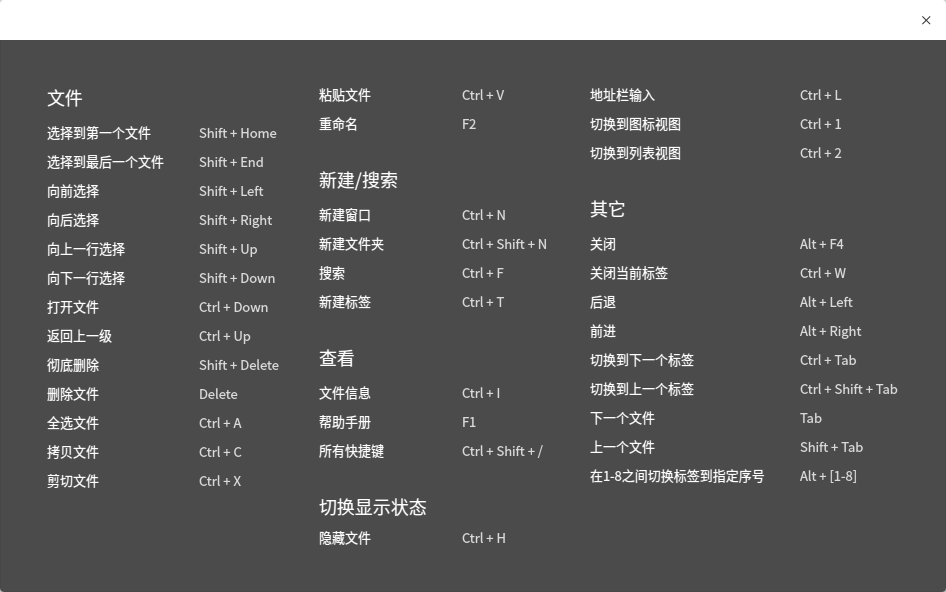 文件
选择到第一个文件 Shift + Home
选择到最后一个文件 Shift + End
向前选择 Shift + Left
向后选择 Shift + Right
向上一行选择 Shift + Up
向下一行选择 Shift + Down
打开文件 Ctrl + Down
返回上一级 Ctrl + Up
彻底删除 Shift + Delete
删除文件 Delete
全选文件 Ctrl + A
拷贝文件 Ctrl + C
剪切文件 Ctrl + X
粘贴文件 Ctrl + V
重命名 F2
新建/搜索
新建窗口 Ctrl + N
新建文件夹 Ctrl + Shift + N
搜索 Ctrl + F
新建标签 Ctrl + T
查看
文件信息 Ctrl + I
帮助手册 F1
所有快捷键 Ctrl + Shift + /
切换显示状态
隐藏文件 Ctrl + H
地址栏输入 Ctrl + L
切换到图标视图 Ctrl + 1
切换到列表视图 Ctrl + 2
其它
关闭 Alt + F4
关闭当前标签 Ctrl + W
后退 Alt + Left
前进 Alt + Right
切换到下一个标签 Ctrl + Tab
切换到上一个标签 Ctrl + Shift + Tab
下一个文件 Tab
上一个文件 Shift + Tab
在1-8之间切换标签到指定序号 Alt + [1-8]